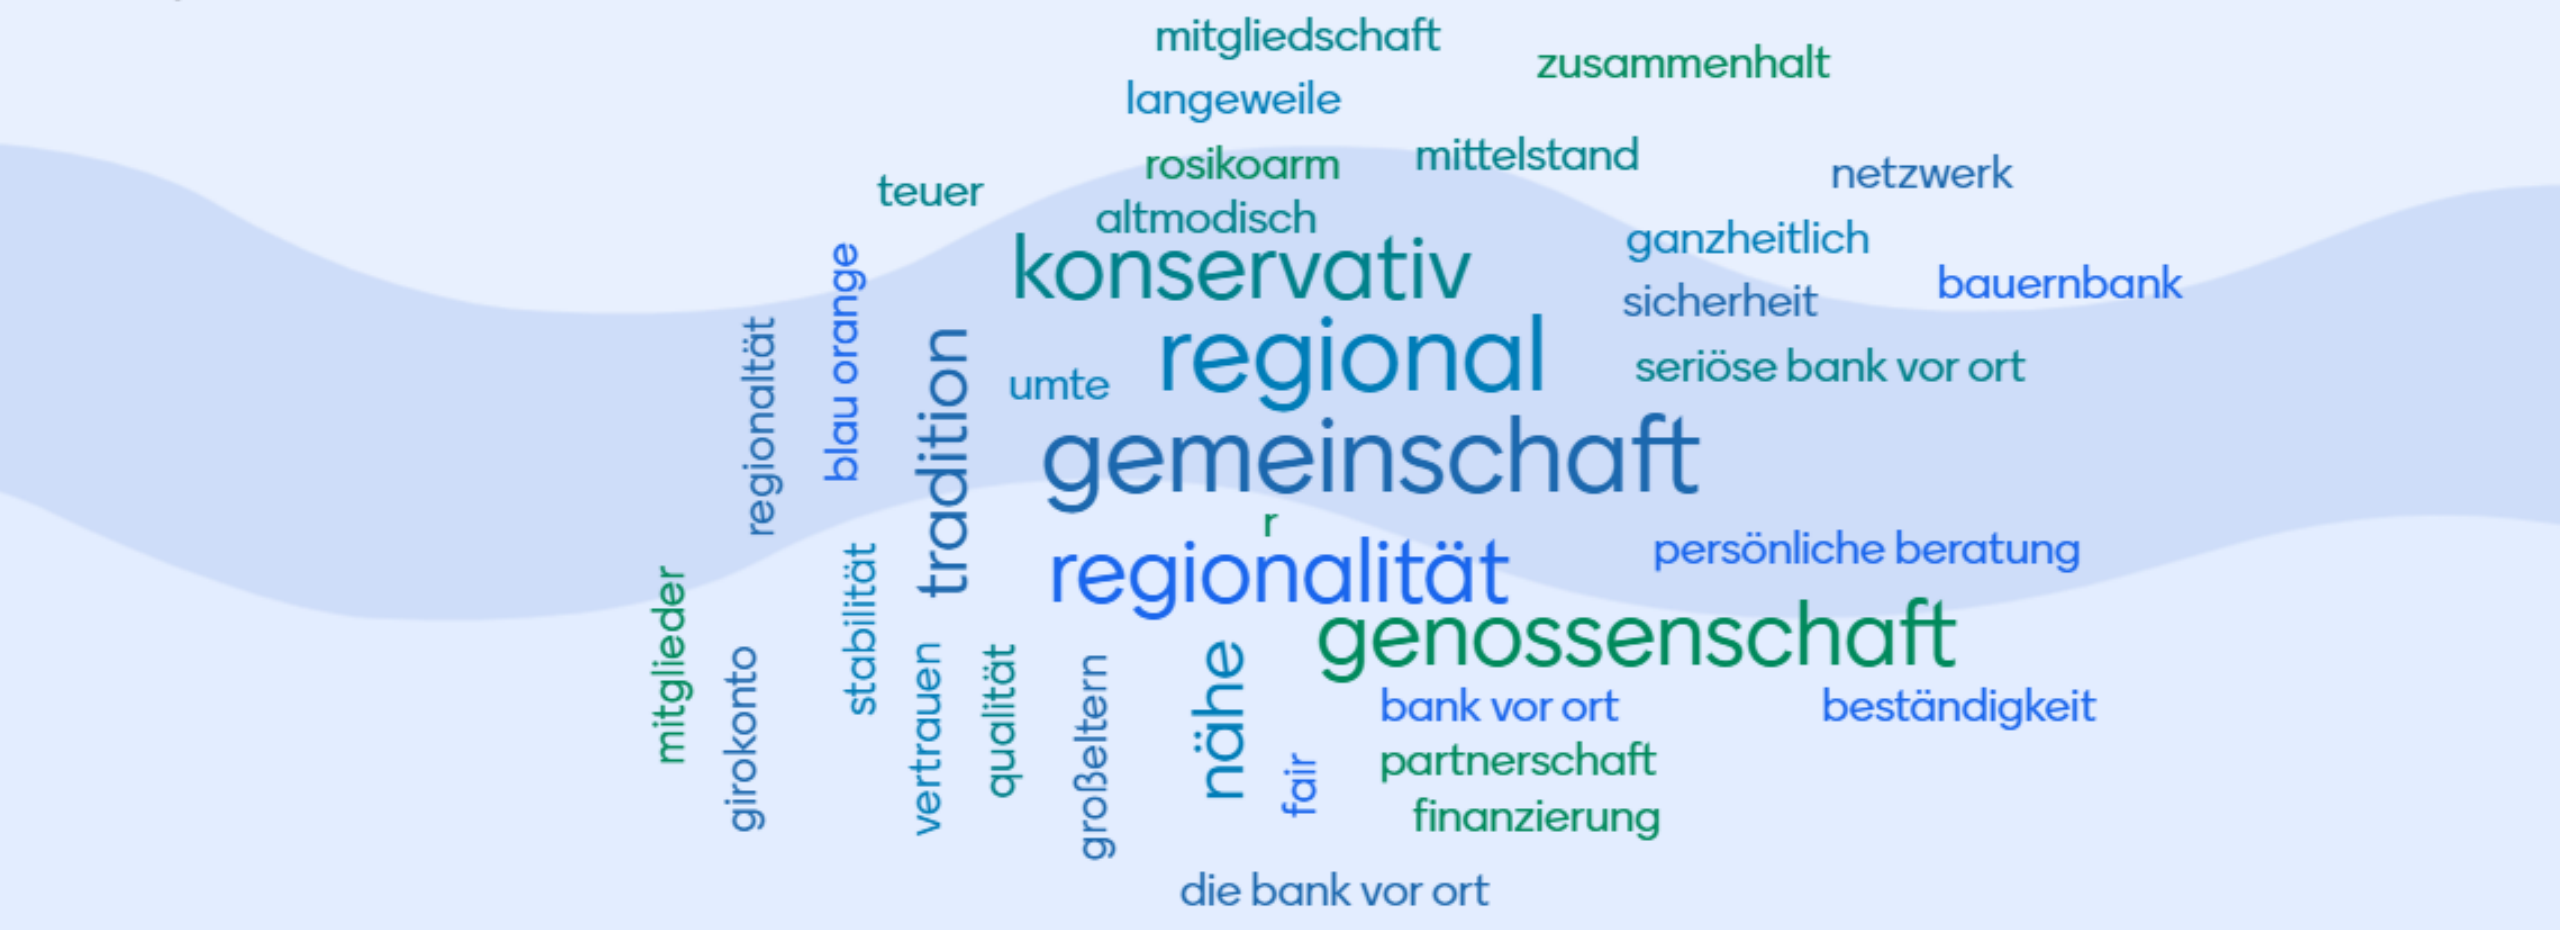 mitgliedschaft
zusammenhalt
langeweile
mittelstand
rosikoarm
netzwerk
teuer
altmodisch
ganzheitlich
konservativ
bauernbank
sicherheit
blau orange
regional
seriöse bank vor ort
umte
regionaltät
tradition
gemeinschaft
r
persönliche beratung
regionalität
stabilität
genossenschaft
mitglieder
bank vor ort
beständigkeit
nähe
qualität
girokonto
vertrauen
großeltern
partnerschaft
fair
finanzierung
die bank vor ort